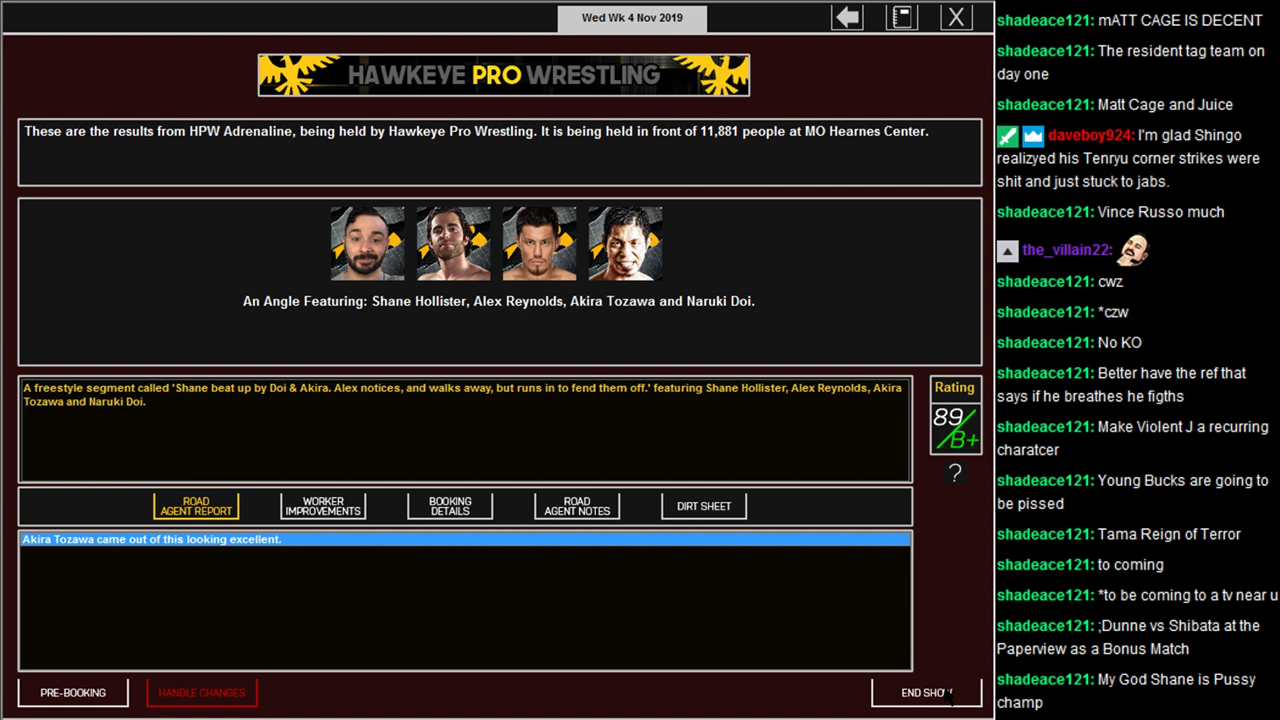 Wed Wk 4 Nov 2019
HAWKEYE PRO WRESTLING
These are the results from HPW Adrenaline, being held by Hawkeye Pro Wrestling. It is being held in front of 11,881 people at MO Hearnes Center.
An Angle Featuring: Shane Hollister, Alex Reynolds, Akira Tozawa and Naruki Doi.
A freestyle segment called 'Shane beat up by Doi & Akira. Alex notices, and walks away, but runs in to fend them off.' featuring Shane Hollister, Alex Reynolds, Akira
Tozawa and Naruki Doi.
Rating
89
B+
?
ROAD
AGENT REPORT
WORKER
IMPROVEMENTS
BOOKING
DETAILS
ROAD
AGENT NOTES
DIRT SHEET
Akira Tozawa came out of this looking excellent.
PRE-BOOKING
HANDLE CHANGES
END SHOW
shadeace121: mATT CAGE IS DECENT
shadeace121: The resident tag team on
day one
shadeace121: Matt Cage and Juice
daveboy924: I'm glad Shingo
realizyed his Tenryu corner strikes were
shit and just stuck to jabs.
shadeace121: Vince Russo much
the_villain22:
shadeace121: cwz
shadeace121: *czw
shadeace121: No KO
shadeace121: Better have the ref that
says if he breathes he figths
shadeace121: Make Violent J a recurring
charatcer
shadeace121: Young Bucks are going to
be pissed
shadeace121: Tama Reign of Terror
shadeace121: to coming
shadeace121: *to be coming to a tv near u
shadeace121: ;Dunne vs Shibata at the
Paperview as a Bonus Match
shadeace121: My God Shane is Pussy
champ